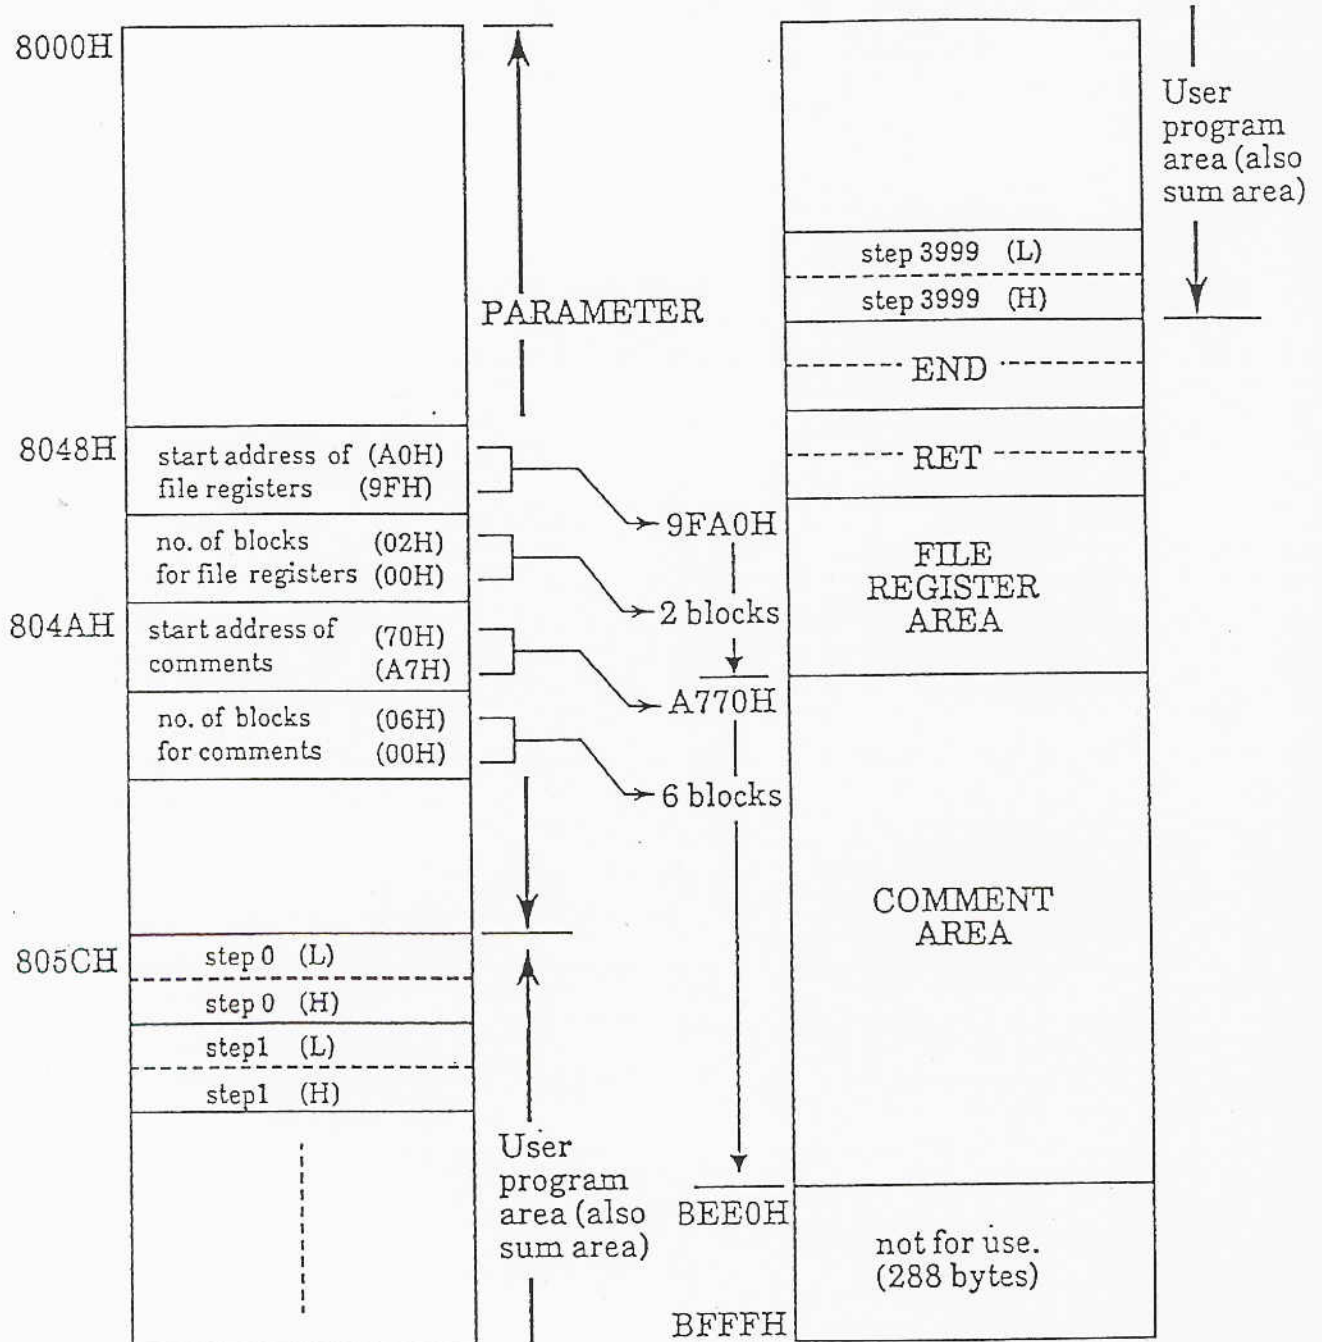 8000H
PARAMETER
8048H
start address of (A0H)
file registers (9FH)
no. of blocks (02H)
for file registers (00H)
804AH
start address of (70H)
comments (A7H)
no. of blocks (06H)
for comments (00H)
805CH
step 0 (L)
step 0 (H)
step1 (L)
step1 (H)
User
program
area (also
sum area)
9FA0H
2 blocks
A770H
6 blocks
BEE0H
BFFFH
User
program
area (also
sum area)
step 3999 (L)
step 3999 (H)
END
RET
FILE
REGISTER
AREA
COMMENT
AREA
not for use.
(288 bytes)